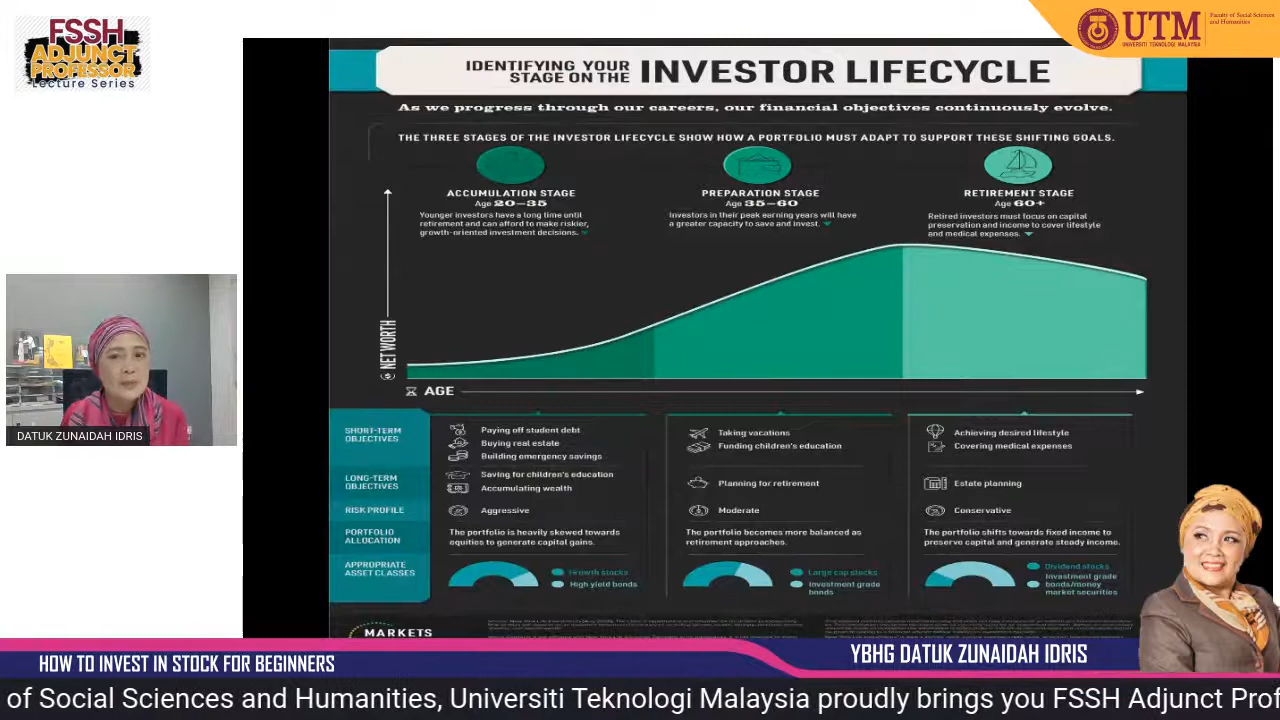 FSSH
ADJUNCT
PROFESSOR
Lecture Series
UTM
UNIVERSITI TEKNOLOGI MALAYSIA
Faculty of Social Sciences
and Humanities
IDENTIFYING YOUR
STAGE ON THE
INVESTOR LIFECYCLE
As we progress through our careers, our financial objectives continuously evolve.
THE THREE STAGES OF THE INVESTOR LIFECYCLE SHOW HOW A PORTFOLIO MUST ADAPT TO SUPPORT THESE SHIFTING GOALS.
ACCUMULATION STAGE
Age 20–35
Younger investors have a long time until
retirement and can afford to make riskier,
growth-oriented investment decisions.
PREPARATION STAGE
Age 35–60
Investors in their peak earning years will have
a greater capacity to save and invest.
RETIREMENT STAGE
Age 60+
Retired investors must focus on capital
preservation and income to cover lifestyle
and medical expenses.
NET WORTH
AGE
SHORT-TERM
OBJECTIVES
Paying off student debt
Buying real estate
Building emergency savings
Taking vacations
Funding children's education
Achieving desired lifestyle
Covering medical expenses
LONG-TERM
OBJECTIVES
Saving for children's education
Accumulating wealth
Planning for retirement
Estate planning
RISK PROFILE
Aggressive
Moderate
Conservative
PORTFOLIO
ALLOCATION
The portfolio is heavily skewed towards
equities to generate capital gains.
The portfolio becomes more balanced as
retirement approaches.
The portfolio shifts towards fixed income to
preserve capital and generate steady income.
APPROPRIATE
ASSET CLASSES
Growth stocks
High yield bonds
Large cap stocks
Investment grade
bonds
Dividend stocks
Investment grade
bonds/money
market securities
MARKETS
DATUK ZUNAIDAH IDRIS
HOW TO INVEST IN STOCK FOR BEGINNERS
YBHG DATUK ZUNAIDAH IDRIS
of Social Sciences and Humanities, Universiti Teknologi Malaysia proudly brings you FSSH Adjunct Prof